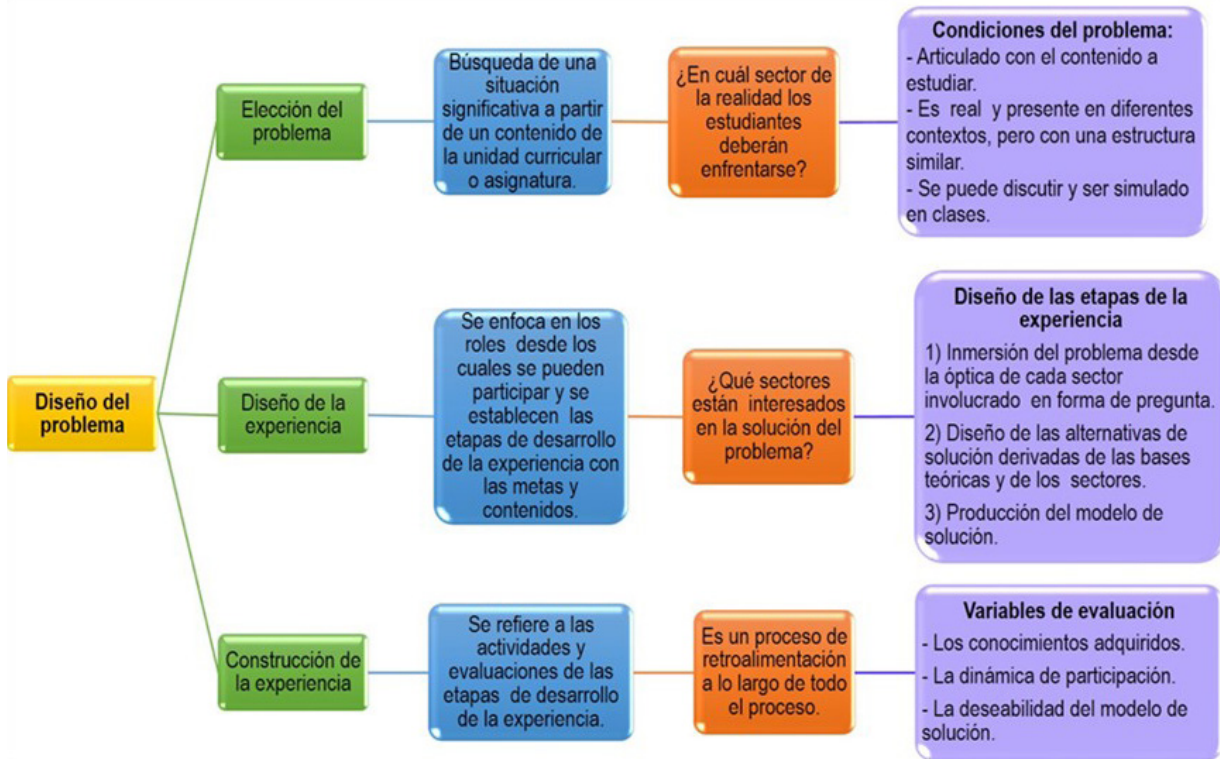 Diseño del
problema
Elección del
problema
Búsqueda de una
situación
significativa a partir
de un contenido de
la unidad curricular
o asignatura.
¿En cuál sector de
la realidad los
estudiantes
deberán
enfrentarse?
Condiciones del problema:
- Articulado con el contenido a
estudiar.
- Es real y presente en diferentes
contextos, pero con una estructura
similar.
- Se puede discutir y ser simulado
en clases.
Diseño de la
experiencia
Se enfoca en los
roles desde los
cuales se pueden
participar y se
establecen las
etapas de desarrollo
de la experiencia con
las metas y
contenidos.
¿Qué sectores
están interesados
en la solución del
problema?
Diseño de las etapas de la
experiencia
1) Inmersión del problema desde
la óptica de cada sector
involucrado en forma de pregunta.
2) Diseño de las alternativas de
solución derivadas de las bases
teóricas y de los sectores.
3) Producción del modelo de
solución.
Construcción de
la experiencia
Se refiere a las
actividades y
evaluaciones de las
etapas de desarrollo
de la experiencia.
Es un proceso de
retroalimentación
a lo largo de todo
el proceso.
Variables de evaluación
- Los conocimientos adquiridos.
- La dinámica de participación.
- La deseabilidad del modelo de
solución.